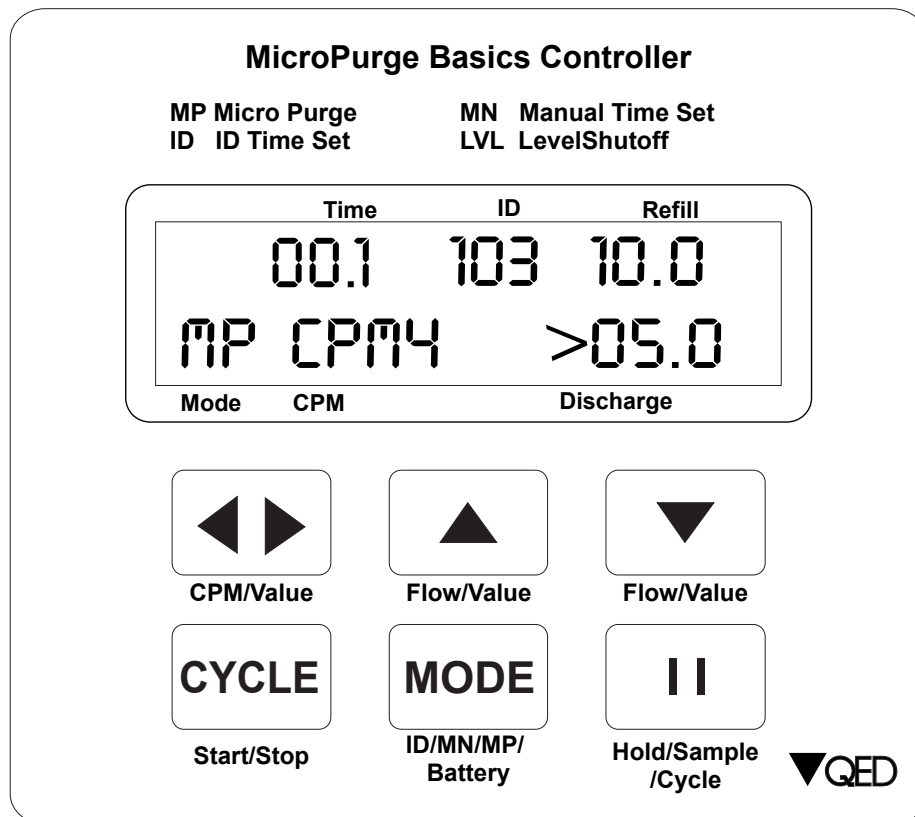 MicroPurge Basics Controller
MP Micro Purge MN Manual Time Set
ID ID Time Set LVL LevelShutoff
Time ID Refill
00.1 103 10.0
MP CPM4 >05.0
Mode CPM Discharge
CPM/Value Flow/Value Flow/Value
CYCLE MODE II
Start/Stop ID/MN/MP/ Hold/Sample
Battery /Cycle
QED